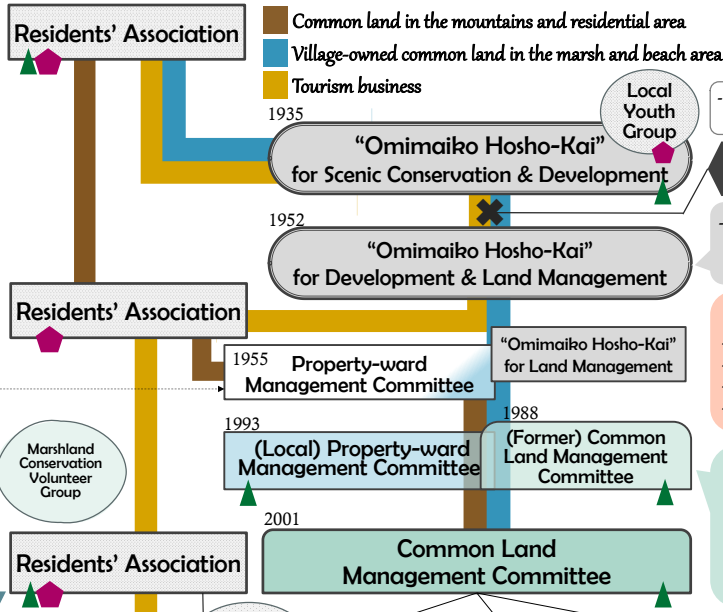 Residents' Association
Common land in the mountains and residential area
Village-owned common land in the marsh and beach area
Tourism business
1935
Local
Youth
Group
"Omimaiko Hosho-Kai"
for Scenic Conservation & Development
1952
"Omimaiko Hosho-Kai"
for Development & Land Management
Residents' Association
"Omimaiko Hosho-Kai"
for Land Management
1955
Property-ward
Management Committee
1993
1988
(Local) Property-ward
Management Committee
(Former) Common
Land Management
Committee
Marshland
Conservation
Volunteer
Group
2001
Residents' Association
Common Land
Management Committee